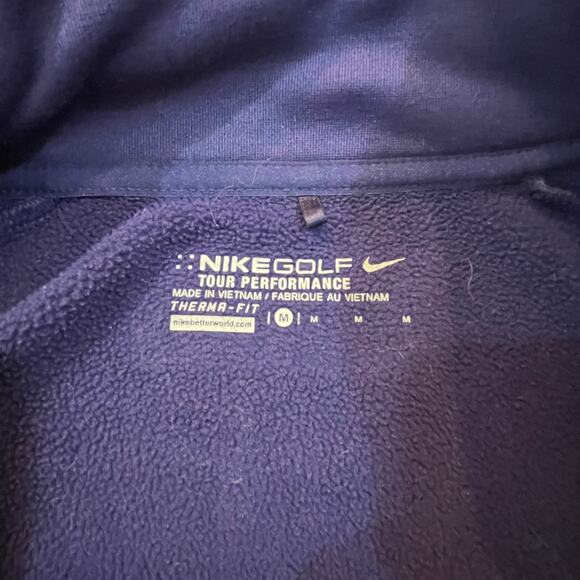 NIKEGOLF
TOUR PERFORMANCE
MADE IN VIETNAM / FABRIQUE AU VIETNAM
THERMA-FIT
nikebetterworld.com | M | M M M